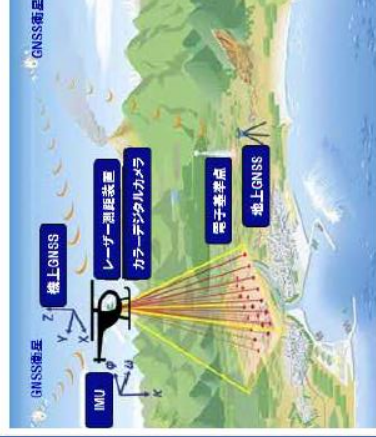 GNSS衛星
GNSS衛星
機上GNSS
Z
Y
X
レーザー測距装置
カラーデジタルカメラ
IMU
φ
ω
κ
電子基準点
地上GNSS